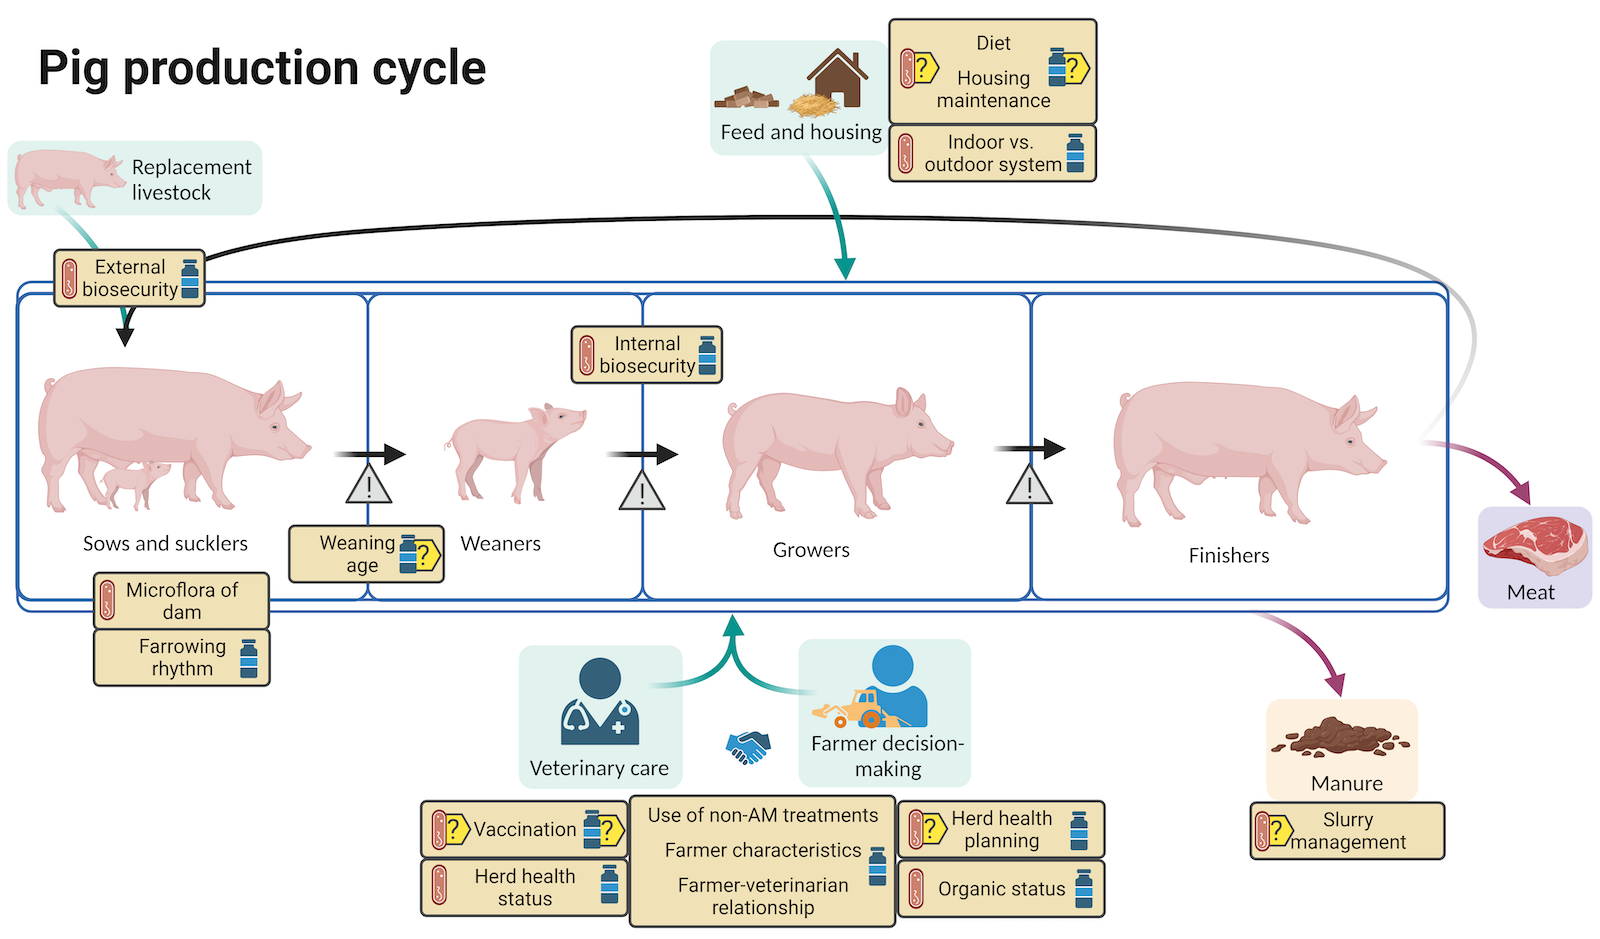 Pig production cycle
Replacement
livestock
Feed and housing
Diet
Housing
maintenance
Indoor vs.
outdoor system
External
biosecurity
Internal
biosecurity
!
!
!
Sows and sucklers
Weaning
age
?
Weaners
Growers
Finishers
Meat
Microflora of
dam
Farrowing
rhythm
Veterinary care
Farmer decision-
making
Manure
Slurry
management
?
Vaccination
?
?
Herd health
status
Use of non-AM treatments
Farmer characteristics
Farmer-veterinarian
relationship
Herd health
planning
?
Organic status
?
?